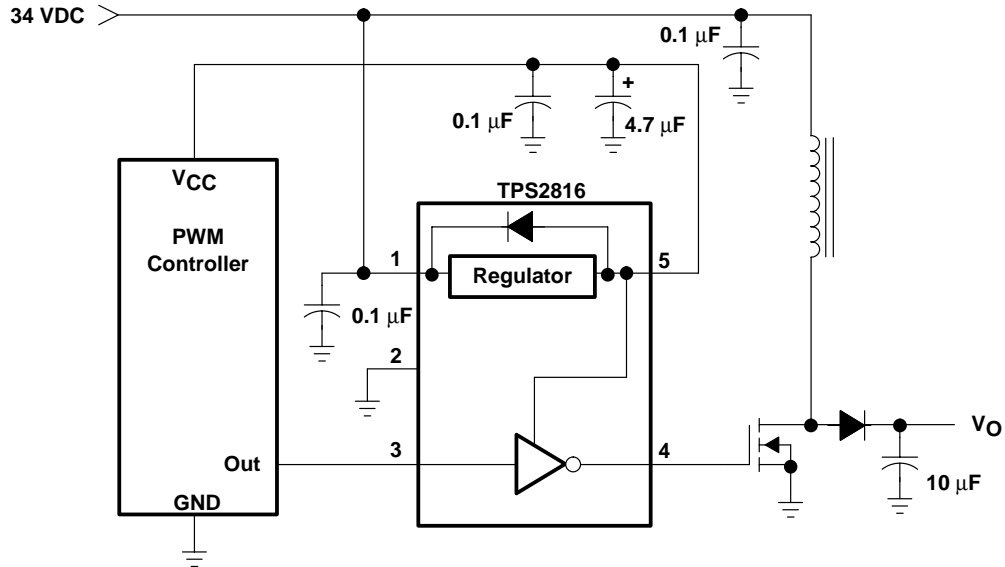 34 VDC
0.1 µF
0.1 µF
+
4.7 µF
TPS2816
VCC
PWM
Controller
1
Regulator
5
0.1 µF
2
Out
3
4
VO
10 µF
GND